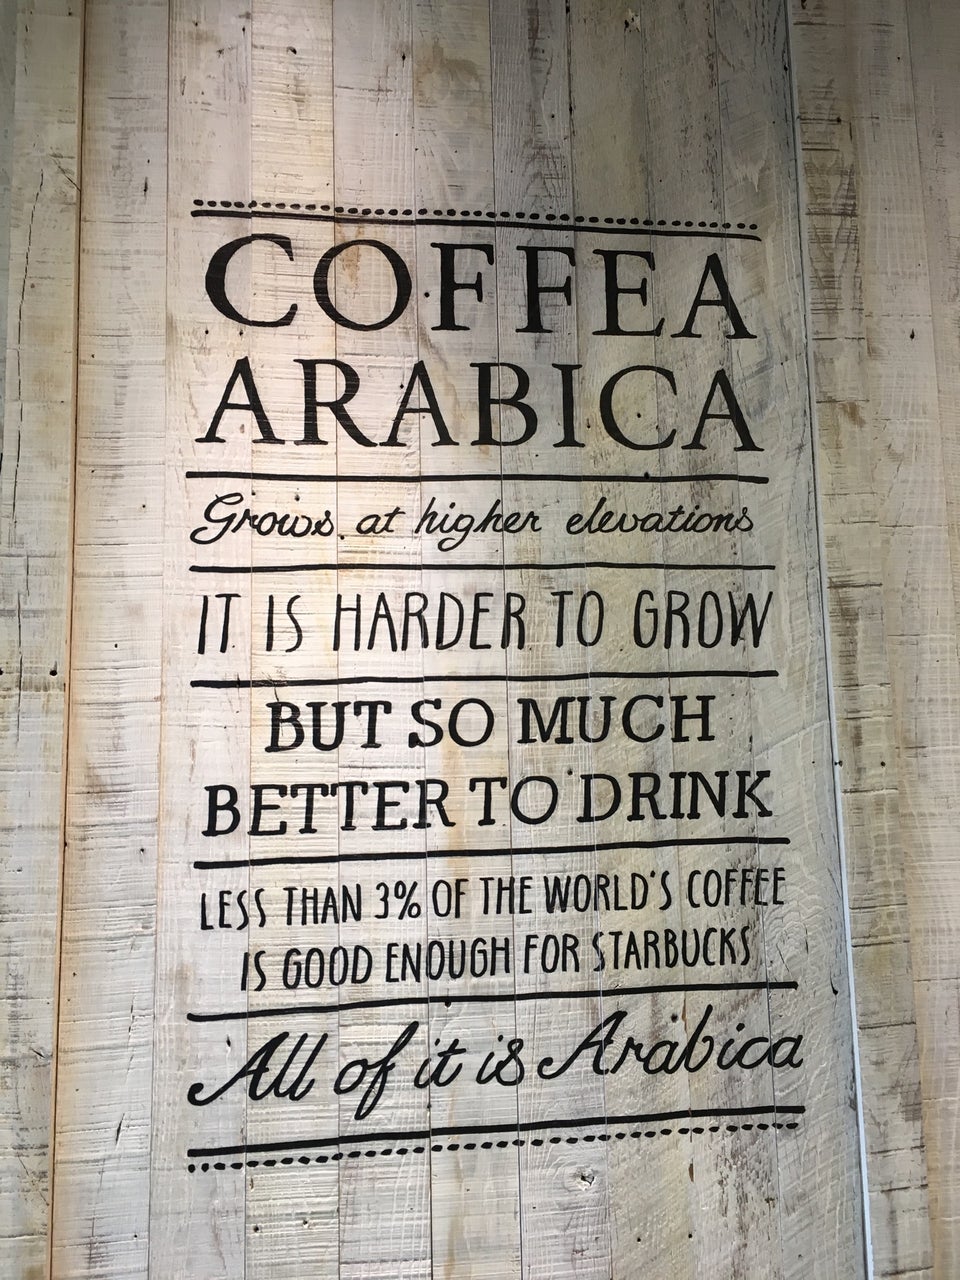 COFFEA
ARABICA
Grows at higher elevations
IT IS HARDER TO GROW
BUT SO MUCH
BETTER TO DRINK
LESS THAN 3% OF THE WORLD'S COFFEE
IS GOOD ENOUGH FOR STARBUCKS
All of it is Arabica